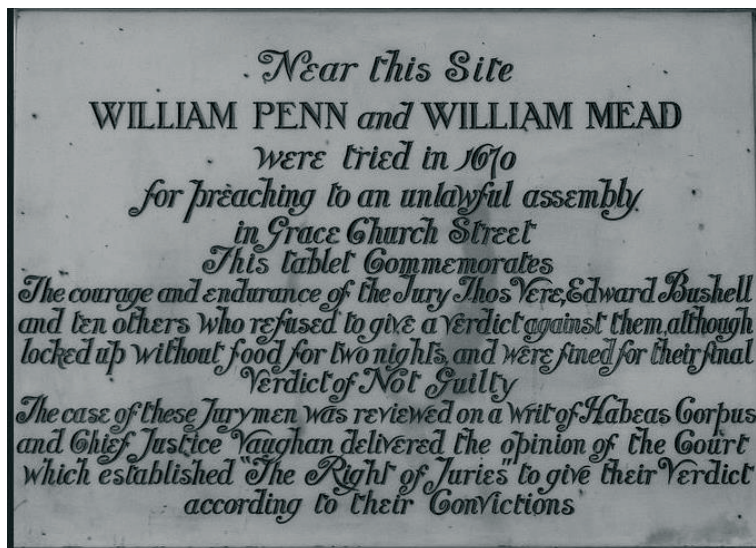 Near this Site
WILLIAM PENN and WILLIAM MEAD
were tried in 1670
for preaching to an unlawful assembly
in Grace Church Street
This tablet Commemorates
The courage and endurance of the Jury Thos Vere, Edward Bushell
and ten others who refused to give a verdict against them, although
locked up without food for two nights, and were fined for their final
Verdict of Not Guilty
The case of these Jurymen was reviewed on a writ of Habeas Corpus
and Chief Justice Vaughan delivered the opinion of the Court
which established "The Right of Juries" to give their Verdict
according to their Convictions